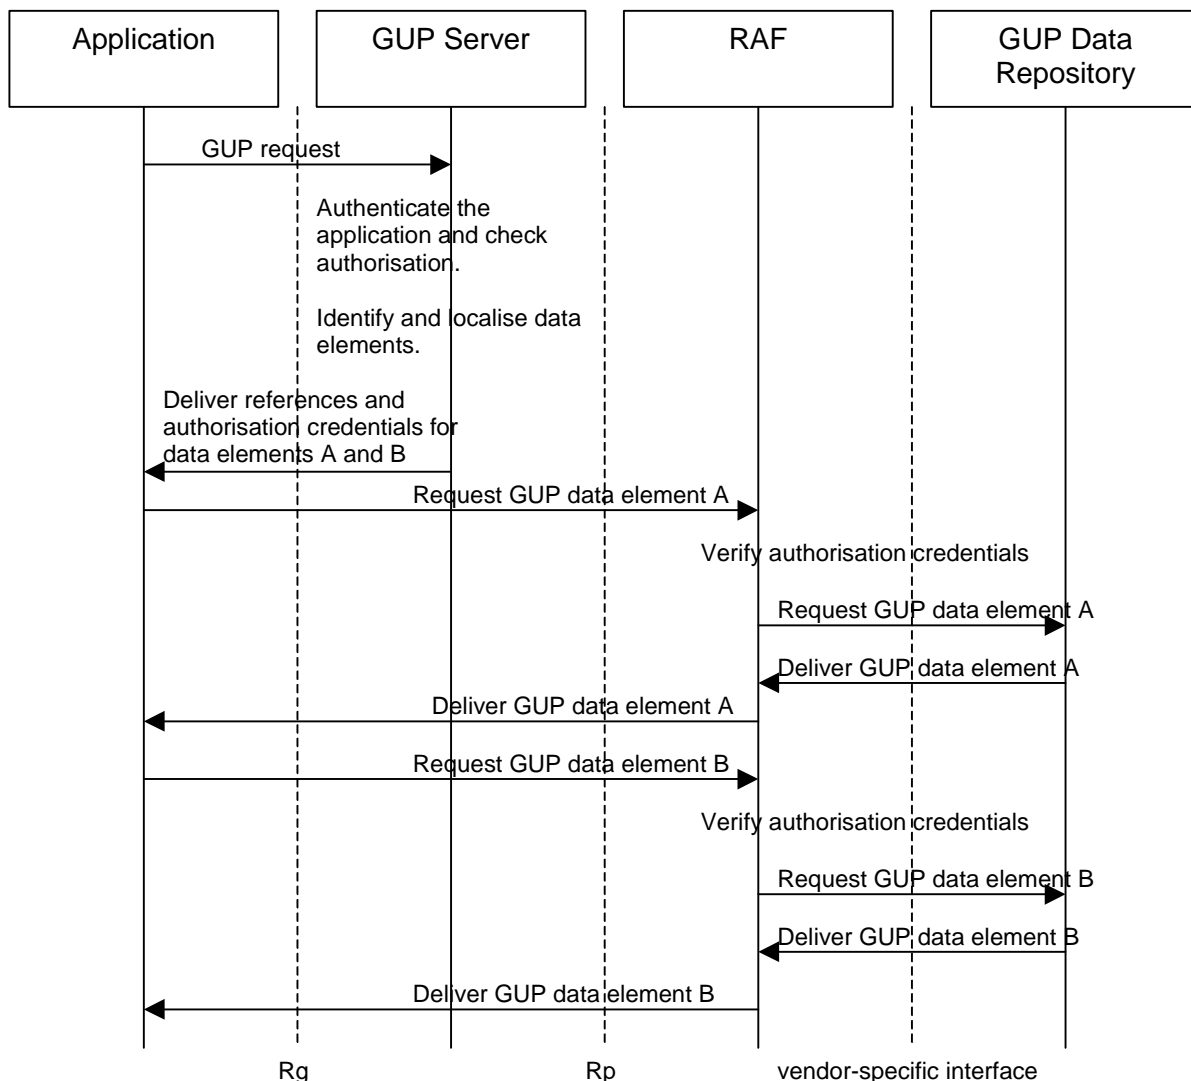 Application
GUP Server
RAF
GUP Data
Repository
GUP request
Authenticate the
application and check
authorisation.
Identify and localise data
elements.
Deliver references and
authorisation credentials for
data elements A and B
Request GUP data element A
Verify authorisation credentials
Request GUP data element A
Deliver GUP data element A
Deliver GUP data element A
Request GUP data element B
Verify authorisation credentials
Request GUP data element B
Deliver GUP data element B
Deliver GUP data element B
Rg
Rp
vendor-specific interface